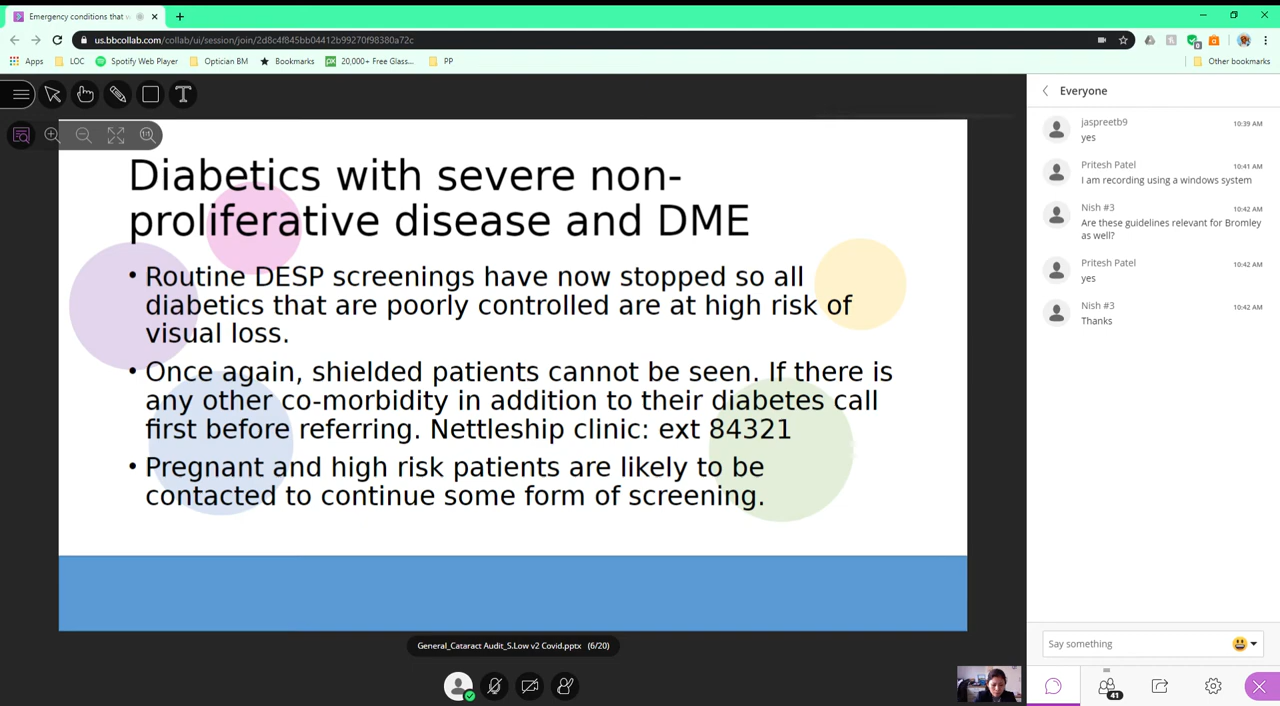 Emergency conditions that
us.bbcollab.com/collab/ui/session/join/2d8c4f845bb04412b99270f98380a72c
Apps
LOC
Spotify Web Player
Optician BM
Bookmarks
20,000+ Free Glass...
PP
Other bookmarks
Diabetics with severe non-
proliferative disease and DME
• Routine DESP screenings have now stopped so all
diabetics that are poorly controlled are at high risk of
visual loss.
• Once again, shielded patients cannot be seen. If there is
any other co-morbidity in addition to their diabetes call
first before referring. Nettleship clinic: ext 84321
• Pregnant and high risk patients are likely to be
contacted to continue some form of screening.
General_Cataract Audit_S.Low v2 Covid.pptx (6/20)
Everyone
jaspreetb9 10:39 AM
yes
Pritesh Patel 10:41 AM
I am recording using a windows system
Nish #3 10:42 AM
Are these guidelines relevant for Bromley
as well?
Pritesh Patel 10:42 AM
yes
Nish #3 10:42 AM
Thanks
Say something
41